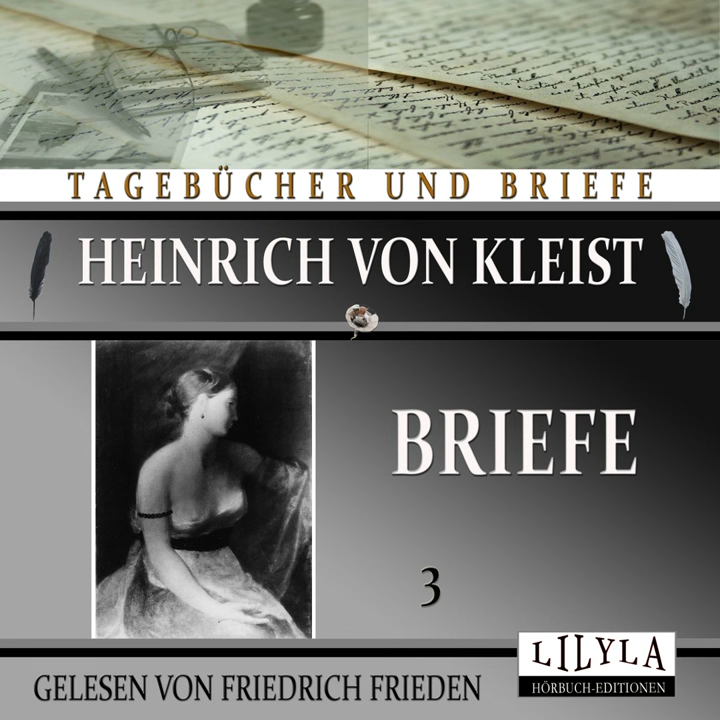 TAGEBÜCHER UND BRIEFE
HEINRICH VON KLEIST
BRIEFE
3
LILYLA
HÖRBUCH-EDITIONEN
GELESEN VON FRIEDRICH FRIEDEN